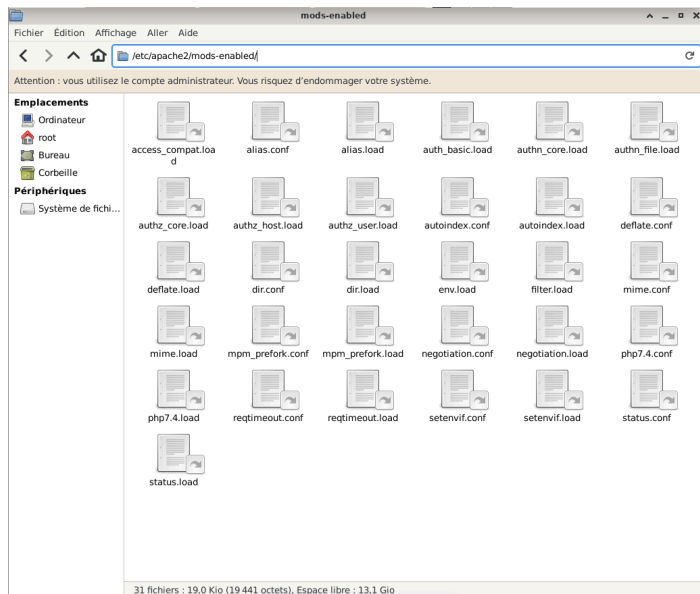 mods-enabled
Fichier Édition Affichage Aller Aide
/etc/apache2/mods-enabled/
Attention : vous utilisez le compte administrateur. Vous risquez d'endommager votre système.
Emplacements
Ordinateur
root
Bureau
Corbeille
Périphériques
Système de fichi...
access_compat.loa
d
alias.conf
alias.load
auth_basic.load
authn_core.load
authn_file.load
authz_core.load
authz_host.load
authz_user.load
autoindex.conf
autoindex.load
deflate.conf
deflate.load
dir.conf
dir.load
env.load
filter.load
mime.conf
mime.load
mpm_prefork.conf
mpm_prefork.load
negotiation.conf
negotiation.load
php7.4.conf
php7.4.load
reqtimeout.conf
reqtimeout.load
setenvif.conf
setenvif.load
status.conf
status.load
31 fichiers : 19,0 Kio (19 441 octets), Espace libre : 13,1 Gio